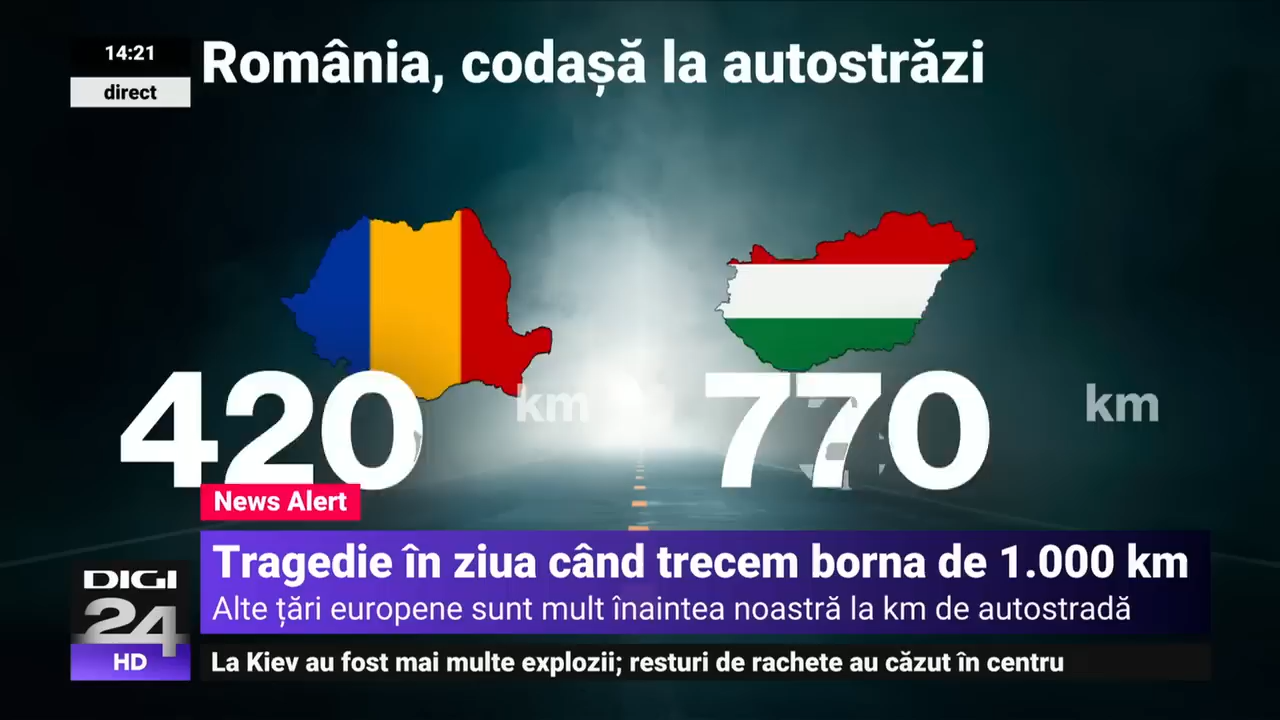 14:21
direct
România, codașă la autostrăzi
420 km
770 km
News Alert
Tragedie în ziua când trecem borna de 1.000 km
Alte țări europene sunt mult înaintea noastră la km de autostradă
DIGI
24
HD
La Kiev au fost mai multe explozii; resturi de rachete au căzut în centru